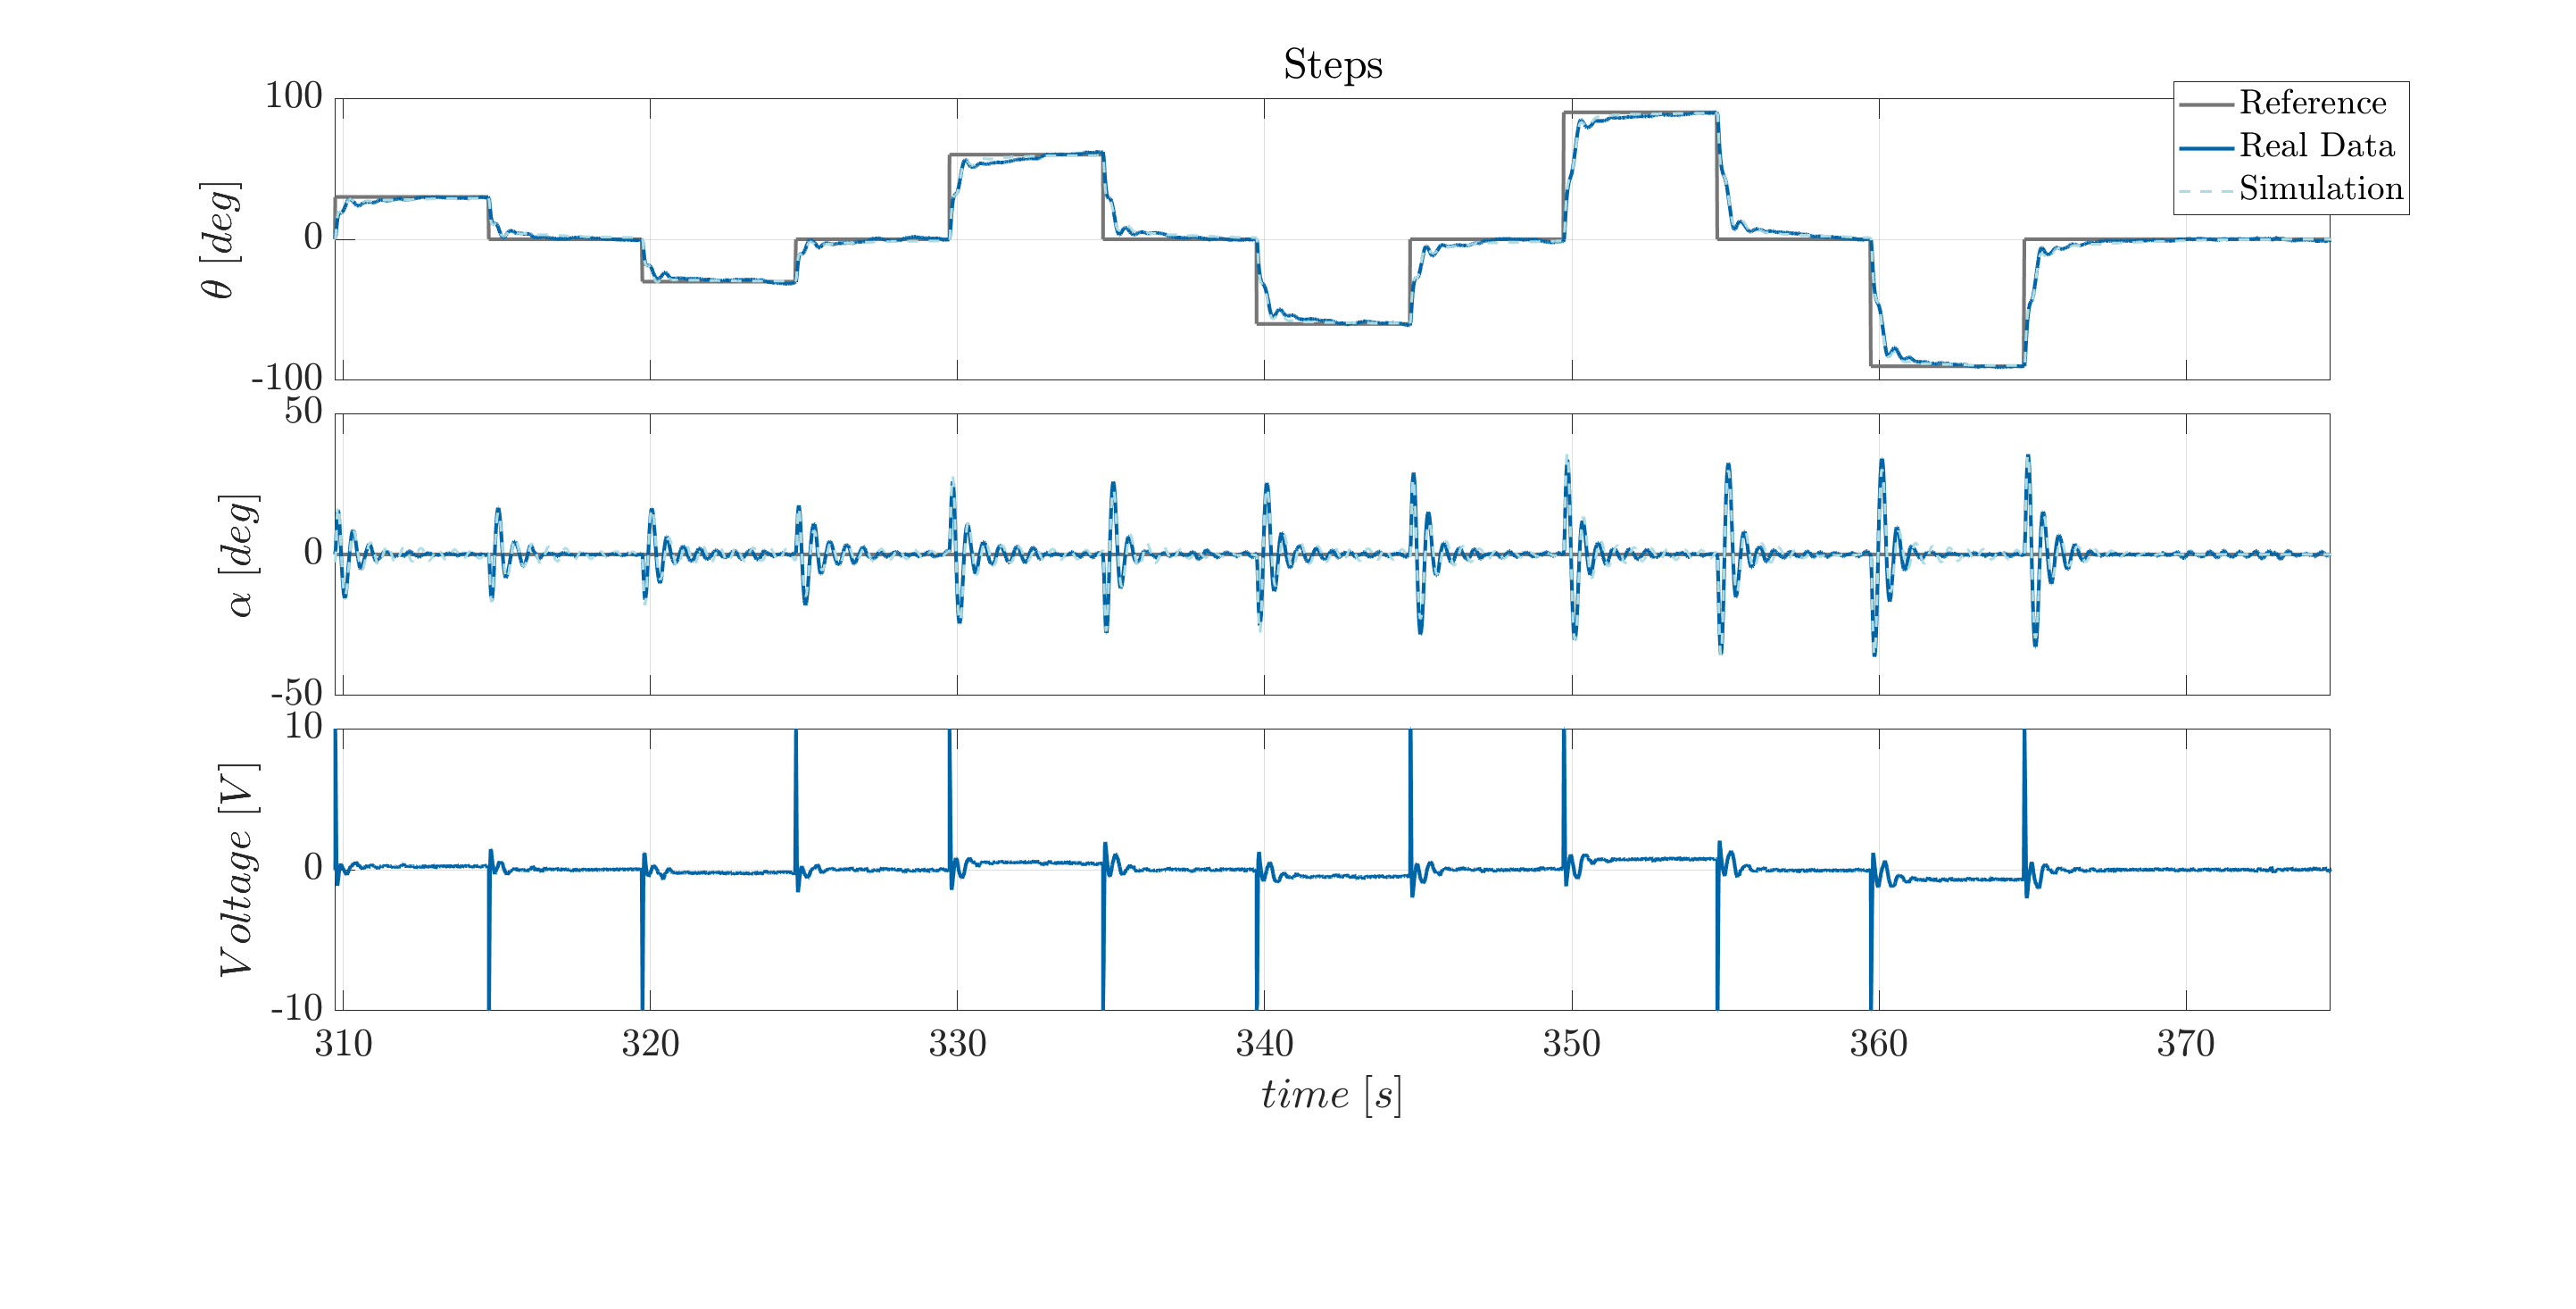 Steps
Reference
Real Data
Simulation
100
0
-100
θ [deg]
50
0
-50
α [deg]
10
0
-10
Voltage [V]
310 320 330 340 350 360 370
time [s]